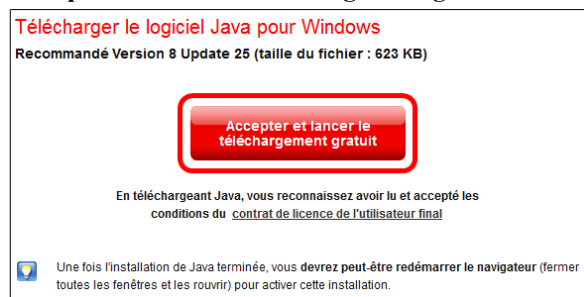 Télécharger le logiciel Java pour Windows
Recommandé Version 8 Update 25 (taille du fichier : 623 KB)
Accepter et lancer le
téléchargement gratuit
En téléchargeant Java, vous reconnaissez avoir lu et accepté les
conditions du contrat de licence de l'utilisateur final
Une fois l'installation de Java terminée, vous devrez peut-être redémarrer le navigateur (fermer
toutes les fenêtres et les rouvrir) pour activer cette installation.